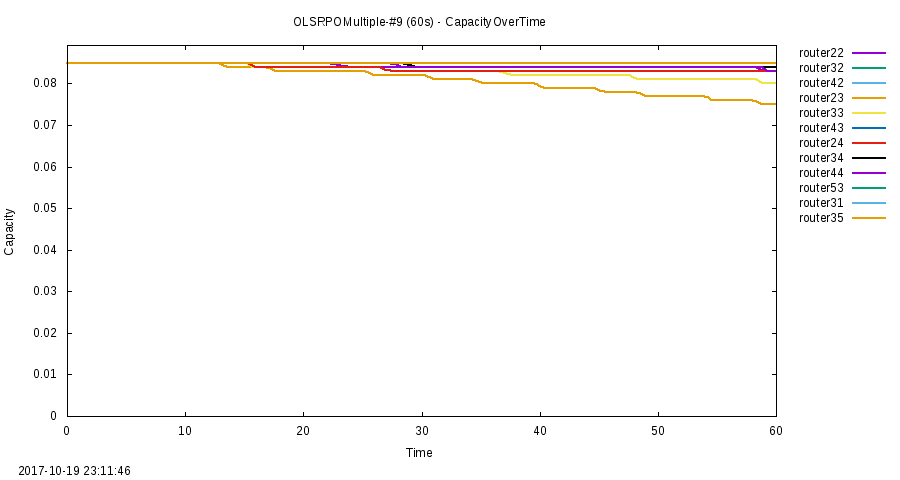 OLSRPOMultiple-#9 (60s) - CapacityOverTime
router22
router32
router42
router23
router33
router43
router24
router34
router44
router53
router31
router35
0.08
0.07
0.06
0.05
0.04
0.03
0.02
0.01
0
Capacity
0 10 20 30 40 50 60
Time
2017-10-19 23:11:46